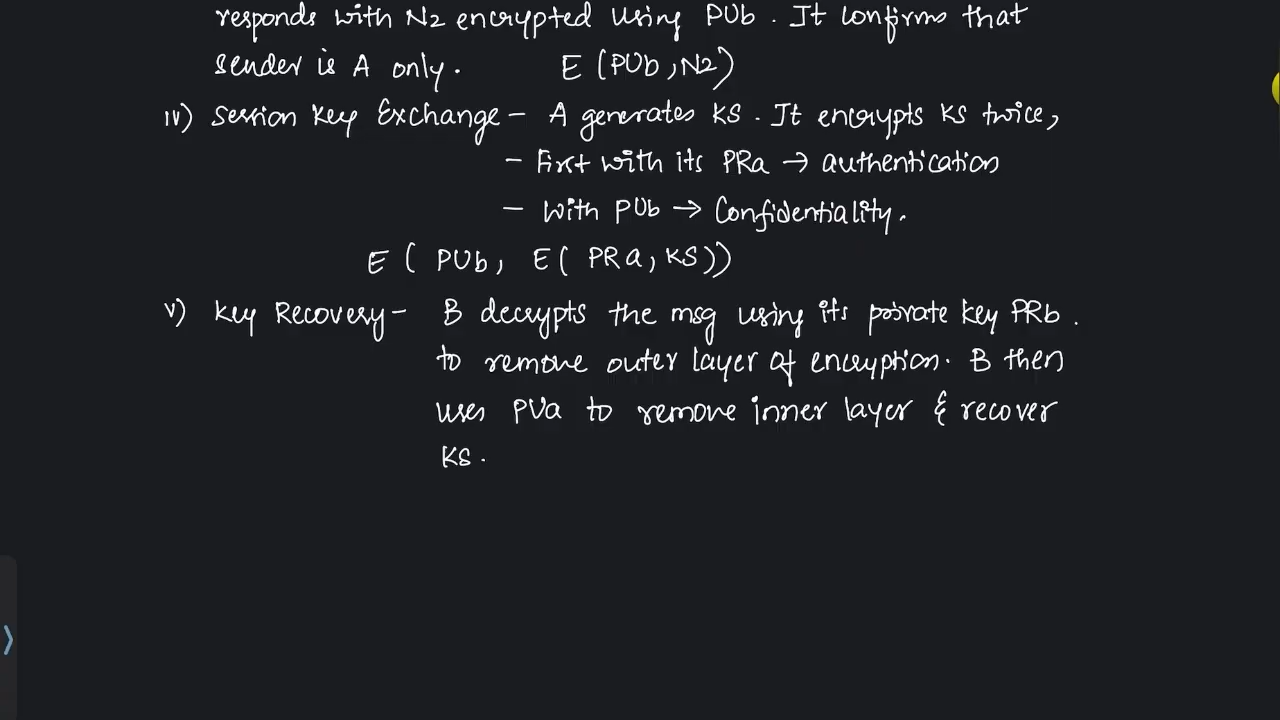 responds with N2 encrypted using PUb. It confirms that
sender is A only. E (PUb, N2)
iv) Session Key Exchange - A generates KS. It encrypts KS twice,
- First with its PRa → authentication
- With PUb → Confidentiality.
E ( PUb, E( PRa, KS))
v) Key Recovery - B decrypts the msg using its private key PRb.
to remove outer layer of encryption. B then
uses PUa to remove inner layer & recover
KS.